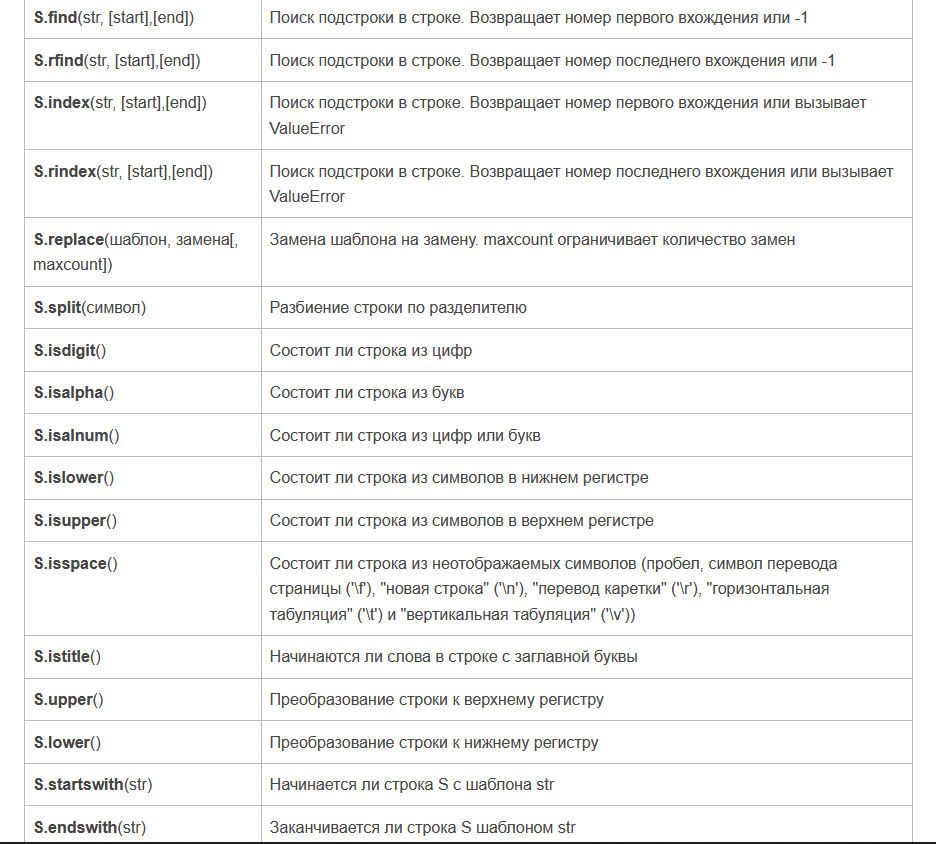 S.find(str, [start],[end]) Поиск подстроки в строке. Возвращает номер первого вхождения или -1
S.rfind(str, [start],[end]) Поиск подстроки в строке. Возвращает номер последнего вхождения или -1
S.index(str, [start],[end]) Поиск подстроки в строке. Возвращает номер первого вхождения или вызывает
ValueError
S.rindex(str, [start],[end]) Поиск подстроки в строке. Возвращает номер последнего вхождения или вызывает
ValueError
S.replace(шаблон, замена[, Замена шаблона на замену. maxcount ограничивает количество замен
maxcount])
S.split(символ) Разбиение строки по разделителю
S.isdigit() Состоит ли строка из цифр
S.isalpha() Состоит ли строка из букв
S.isalnum() Состоит ли строка из цифр или букв
S.islower() Состоит ли строка из символов в нижнем регистре
S.isupper() Состоит ли строка из символов в верхнем регистре
S.isspace() Состоит ли строка из неотображаемых символов (пробел, символ перевода
страницы ('\f'), "новая строка" ('\n'), "перевод каретки" ('\r'), "горизонтальная
табуляция" ('\t') и "вертикальная табуляция" ('\v'))
S.istitle() Начинаются ли слова в строке с заглавной буквы
S.upper() Преобразование строки к верхнему регистру
S.lower() Преобразование строки к нижнему регистру
S.startswith(str) Начинается ли строка S с шаблона str
S.endswith(str) Заканчивается ли строка S шаблоном str